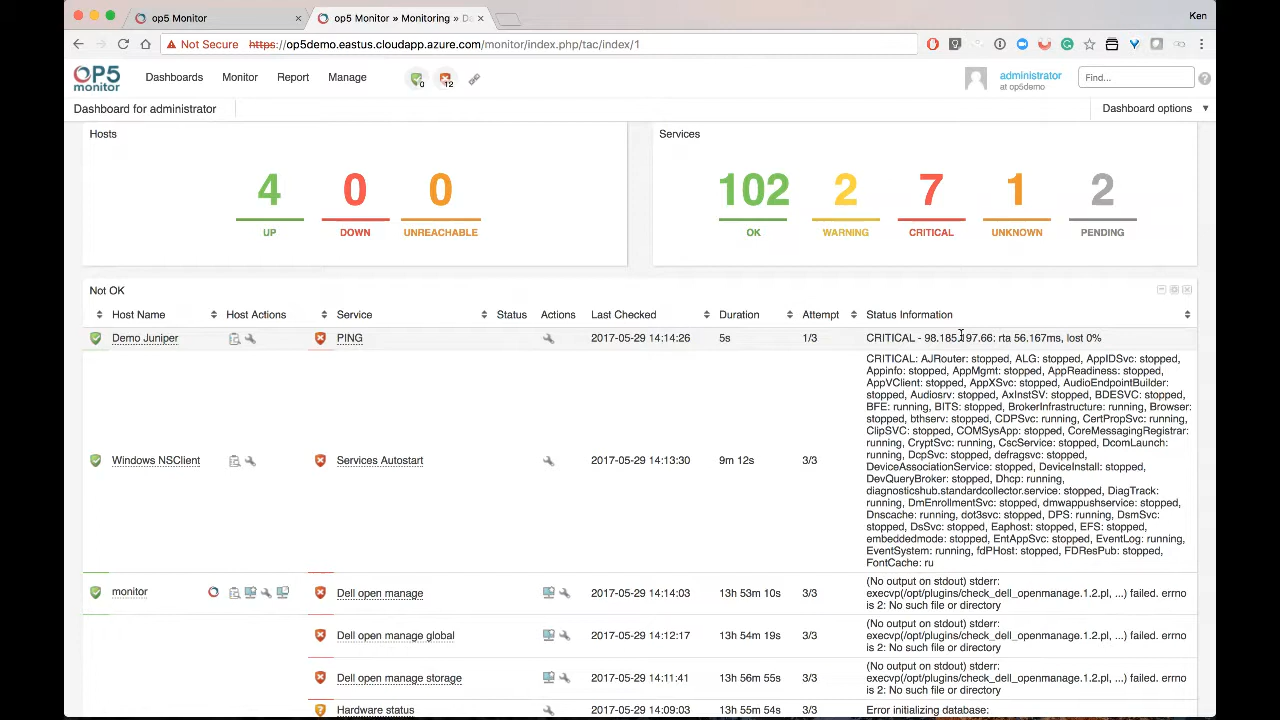 op5 Monitor
op5 Monitor » Monitoring » Da
Ken
Not Secure https://op5demo.eastus.cloudapp.azure.com/monitor/index.php/tac/index/1
OP5
monitor
Dashboards Monitor Report Manage 0 12
administrator
at op5demo
Find...
?
Dashboard for administrator
Dashboard options
Hosts
4 0 0
UP DOWN UNREACHABLE
Services
102 2 7 1 2
OK WARNING CRITICAL UNKNOWN PENDING
Not OK
Host Name Host Actions Service Status Actions Last Checked Duration Attempt Status Information
Demo Juniper PING 2017-05-29 14:14:26 5s 1/3 CRITICAL - 98.185.197.66: rta 56.167ms, lost 0%
Windows NSClient Services Autostart 2017-05-29 14:13:30 9m 12s 3/3
CRITICAL: AJRouter: stopped, ALG: stopped, AppIDSvc: stopped,
Appinfo: stopped, AppMgmt: stopped, AppReadiness: stopped,
AppVClient: stopped, AppXSvc: stopped, AudioEndpointBuilder:
stopped, Audiosrv: stopped, AxInstSV: stopped, BDESVC: stopped,
BFE: running, BITS: stopped, BrokerInfrastructure: running, Browser:
stopped, bthserv: stopped, CDPSvc: running, CertPropSvc: running,
ClipSVC: stopped, COMSysApp: stopped, CoreMessagingRegistrar:
running, CryptSvc: running, CscService: stopped, DcomLaunch:
running, DcpSvc: stopped, defragsvc: stopped,
DeviceAssociationService: stopped, DeviceInstall: stopped,
DevQueryBroker: stopped, Dhcp: running,
diagnosticshub.standardcollector.service: stopped, DiagTrack:
running, DmEnrollmentSvc: stopped, dmwappushservice: stopped,
Dnscache: running, dot3svc: stopped, DPS: running, DsmSvc:
stopped, DsSvc: stopped, Eaphost: stopped, EFS: stopped,
embeddedmode: stopped, EntAppSvc: stopped, EventLog: running,
EventSystem: running, fdPHost: stopped, FDResPub: stopped,
FontCache: ru
monitor Dell open manage 2017-05-29 14:14:03 13h 53m 10s 3/3
(No output on stdout) stderr:
execvp(/opt/plugins/check_dell_openmanage.1.2.pl, ...) failed. errno
is 2: No such file or directory
Dell open manage global 2017-05-29 14:12:17 13h 54m 19s 3/3
(No output on stdout) stderr:
execvp(/opt/plugins/check_dell_openmanage.1.2.pl, ...) failed. errno
is 2: No such file or directory
Dell open manage storage 2017-05-29 14:11:41 13h 56m 55s 3/3
(No output on stdout) stderr:
execvp(/opt/plugins/check_dell_openmanage.1.2.pl, ...) failed. errno
is 2: No such file or directory
Hardware status 2017-05-29 14:09:03 13h 55m 54s 3/3 Error initializing database: